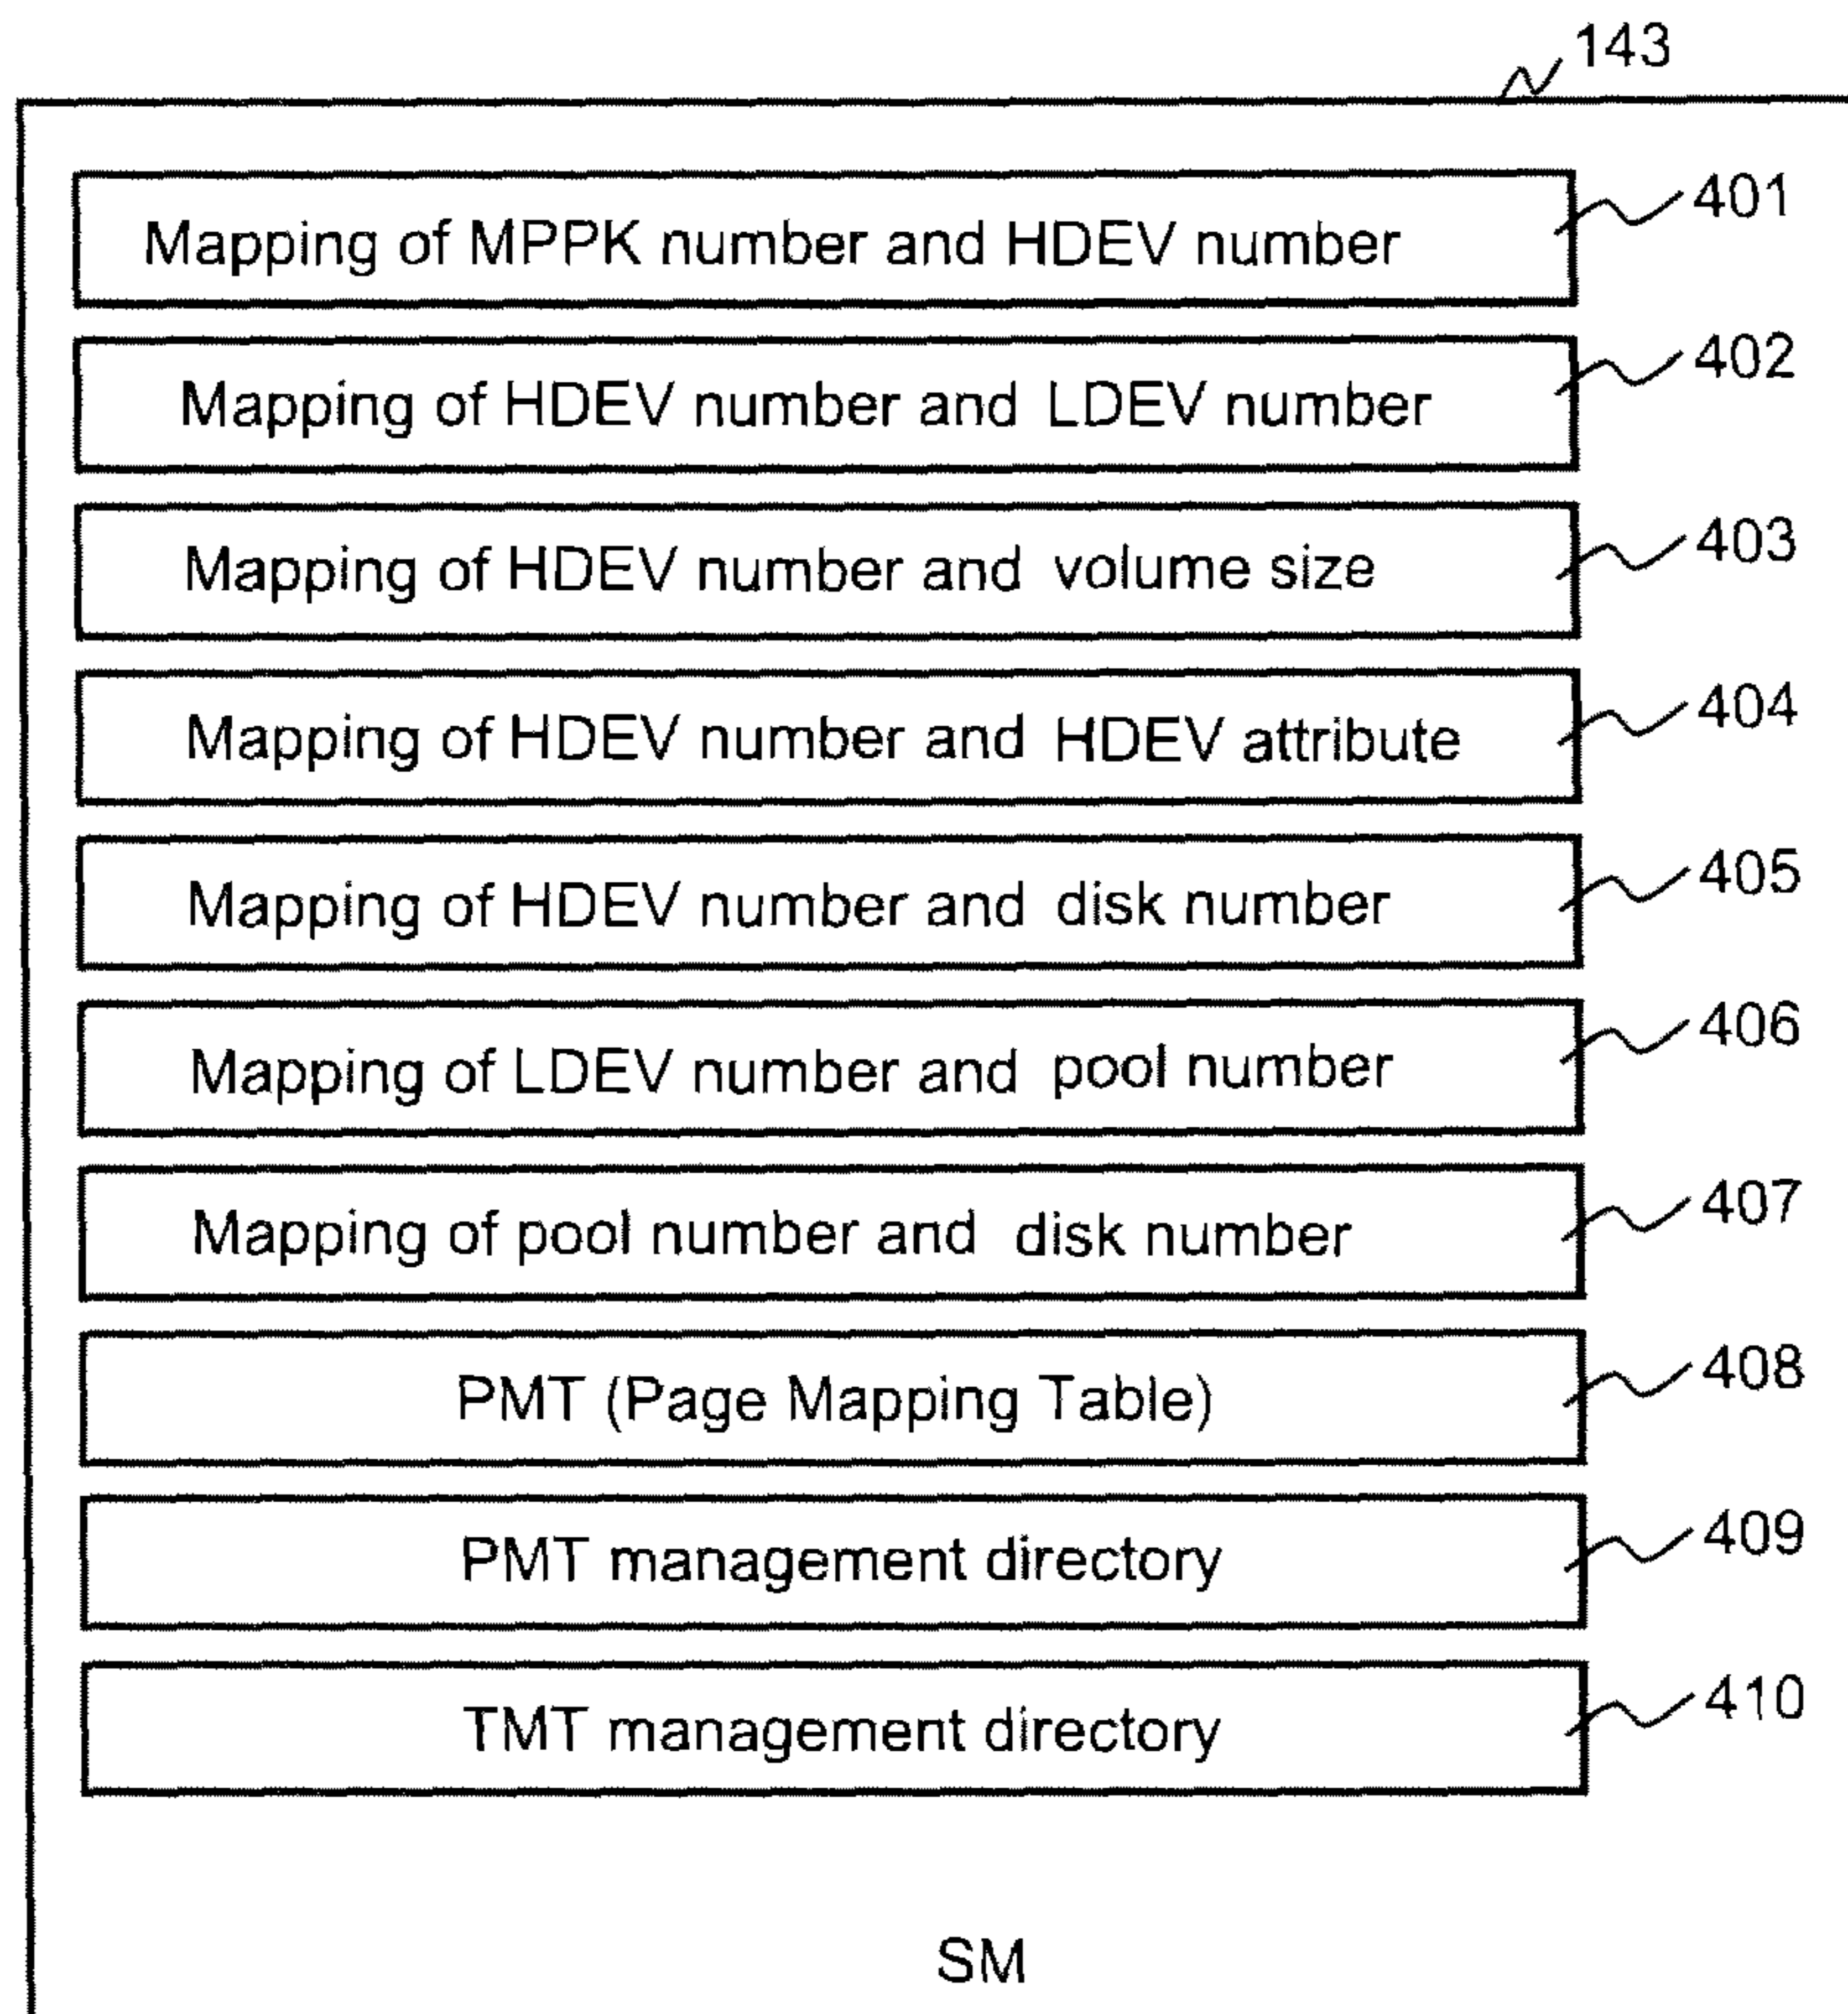 143
Mapping of MPPK number and HDEV number 401
Mapping of HDEV number and LDEV number 402
Mapping of HDEV number and volume size 403
Mapping of HDEV number and HDEV attribute 404
Mapping of HDEV number and disk number 405
Mapping of LDEV number and pool number 406
Mapping of pool number and disk number 407
PMT (Page Mapping Table) 408
PMT management directory 409
TMT management directory 410
SM